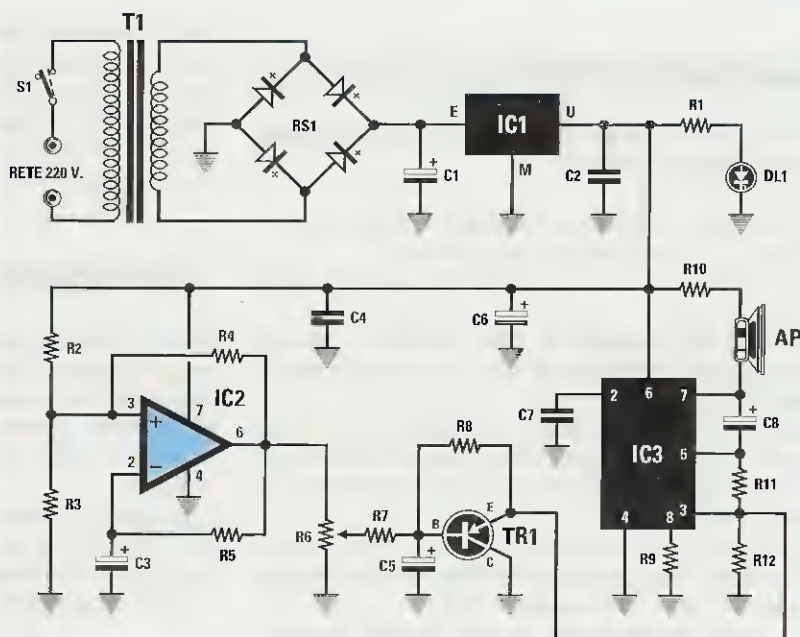 T1
S1
RETE 220 V.
RS1
E
IC1
U
M
C1
C2
R1
DL1
R10
AP
R2
R4
C4
C6
3
IC2
7
6
2
4
R3
R5
C3
R6
R7
R8
B
E
C
TR1
C5
C7
2
6
7
IC3
5
3
4
8
C8
R11
R9
R12